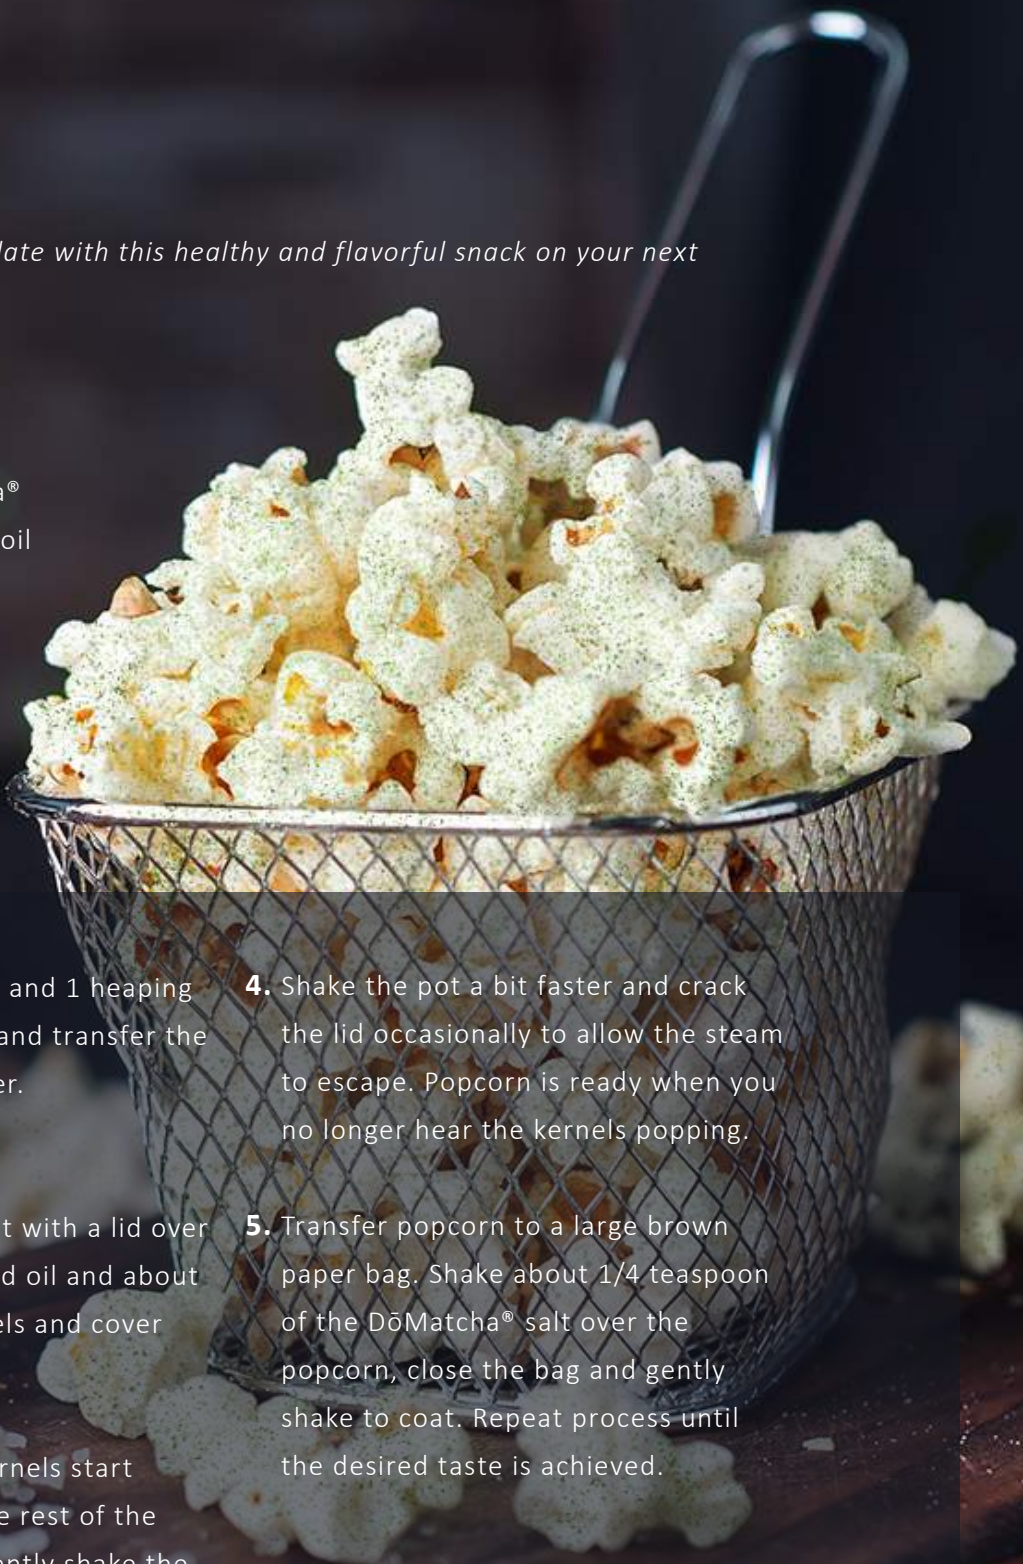 late with this healthy and flavorful snack on your next
a®
oil
and 1 heaping
and transfer the
er.
t with a lid over
d oil and about
els and cover
rnels start
e rest of the
ently shake the
4. Shake the pot a bit faster and crack
the lid occasionally to allow the steam
to escape. Popcorn is ready when you
no longer hear the kernels popping.
5. Transfer popcorn to a large brown
paper bag. Shake about 1/4 teaspoon
of the DōMatcha® salt over the
popcorn, close the bag and gently
shake to coat. Repeat process until
the desired taste is achieved.